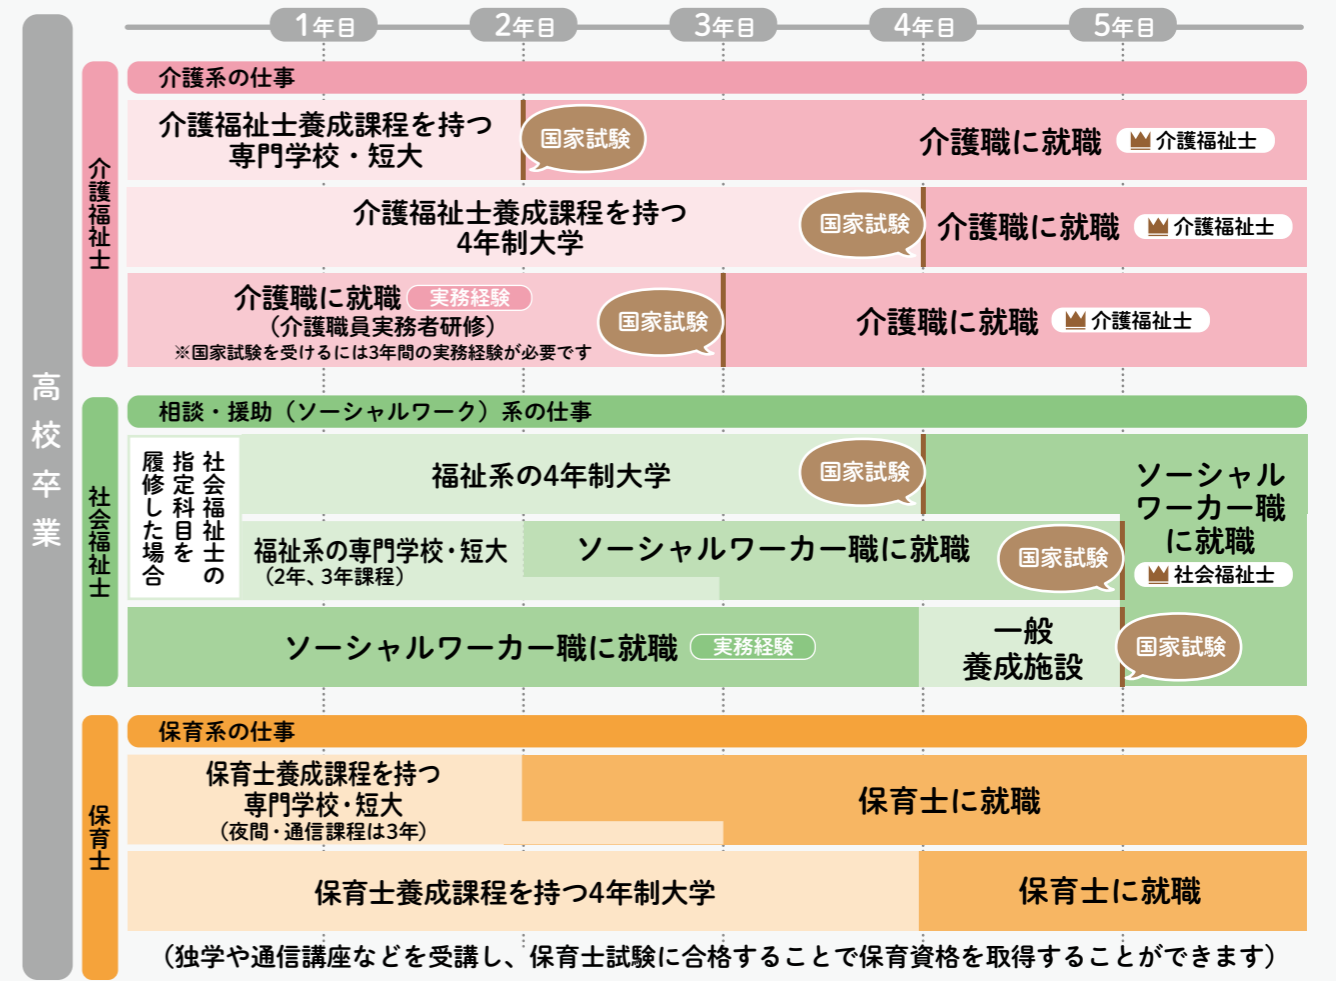 1年目
2年目
3年目
4年目
5年目
高校卒業
介護福祉士
介護系の仕事
介護福祉士養成課程を持つ
専門学校・短大
国家試験
介護職に就職
介護福祉士
介護福祉士養成課程を持つ
4年制大学
国家試験
介護職に就職
介護福祉士
介護職に就職
実務経験
（介護職員実務者研修）
※国家試験を受けるには3年間の実務経験が必要です
国家試験
介護職に就職
介護福祉士
社会福祉士
相談・援助（ソーシャルワーク）系の仕事
社会福祉士の
指定科目を
履修した場合
福祉系の4年制大学
国家試験
福祉系の専門学校・短大
（2年、3年課程）
ソーシャルワーカー職に就職
国家試験
ソーシャル
ワーカー職
に就職
社会福祉士
ソーシャルワーカー職に就職
実務経験
一般
養成施設
国家試験
保育士
保育系の仕事
保育士養成課程を持つ
専門学校・短大
（夜間・通信課程は3年）
保育士に就職
保育士養成課程を持つ4年制大学
保育士に就職
（独学や通信講座などを受講し、保育士試験に合格することで保育資格を取得することができます）